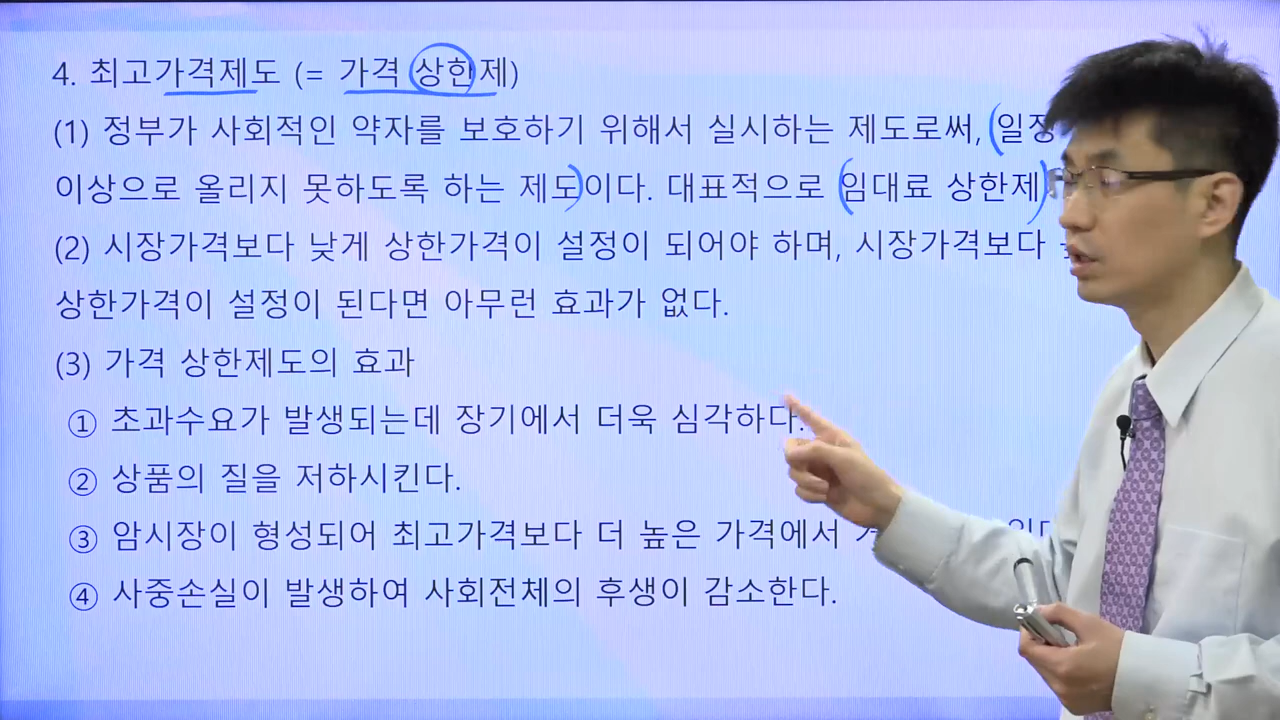 4. 최고가격제도 (= 가격 상한제)
(1) 정부가 사회적인 약자를 보호하기 위해서 실시하는 제도로써, 일정
이상으로 올리지 못하도록 하는 제도이다. 대표적으로 임대료 상한제
(2) 시장가격보다 낮게 상한가격이 설정이 되어야 하며, 시장가격보다
상한가격이 설정이 된다면 아무런 효과가 없다.
(3) 가격 상한제도의 효과
① 초과수요가 발생되는데 장기에서 더욱 심각하다.
② 상품의 질을 저하시킨다.
③ 암시장이 형성되어 최고가격보다 더 높은 가격에서
④ 사중손실이 발생하여 사회전체의 후생이 감소한다.